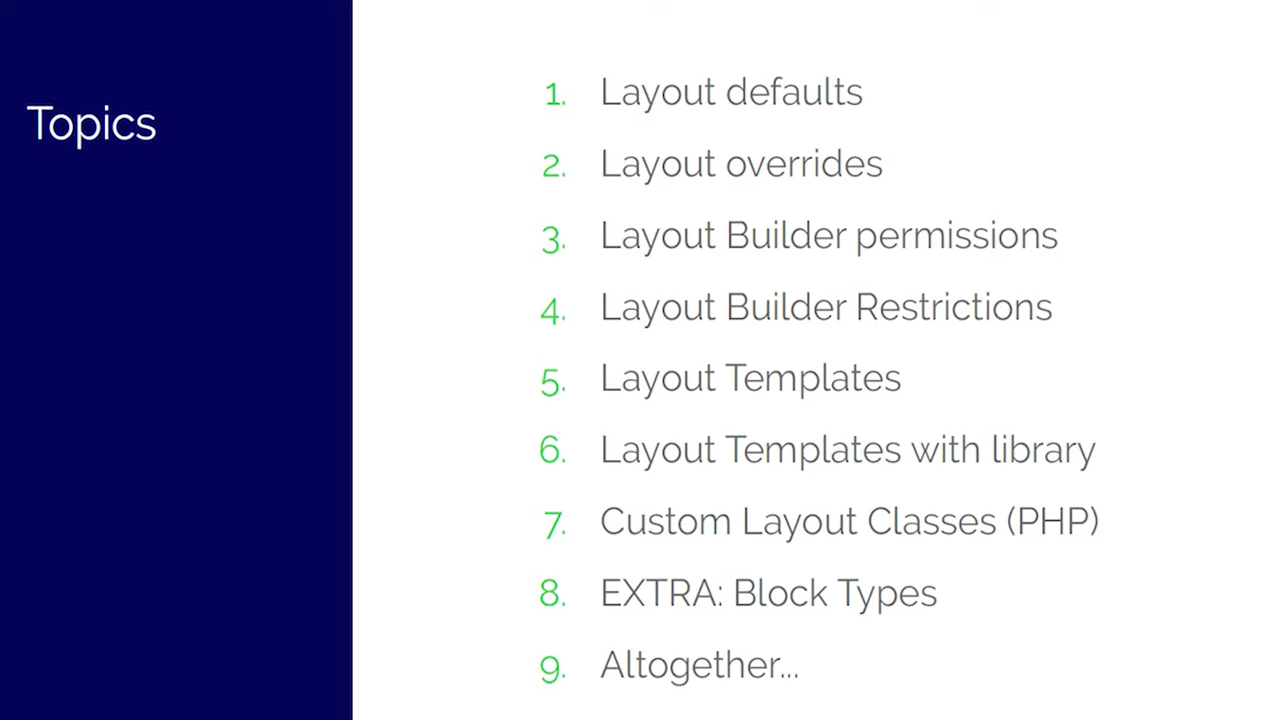 Topics
1. Layout defaults
2. Layout overrides
3. Layout Builder permissions
4. Layout Builder Restrictions
5. Layout Templates
6. Layout Templates with library
7. Custom Layout Classes (PHP)
8. EXTRA: Block Types
9. Altogether...